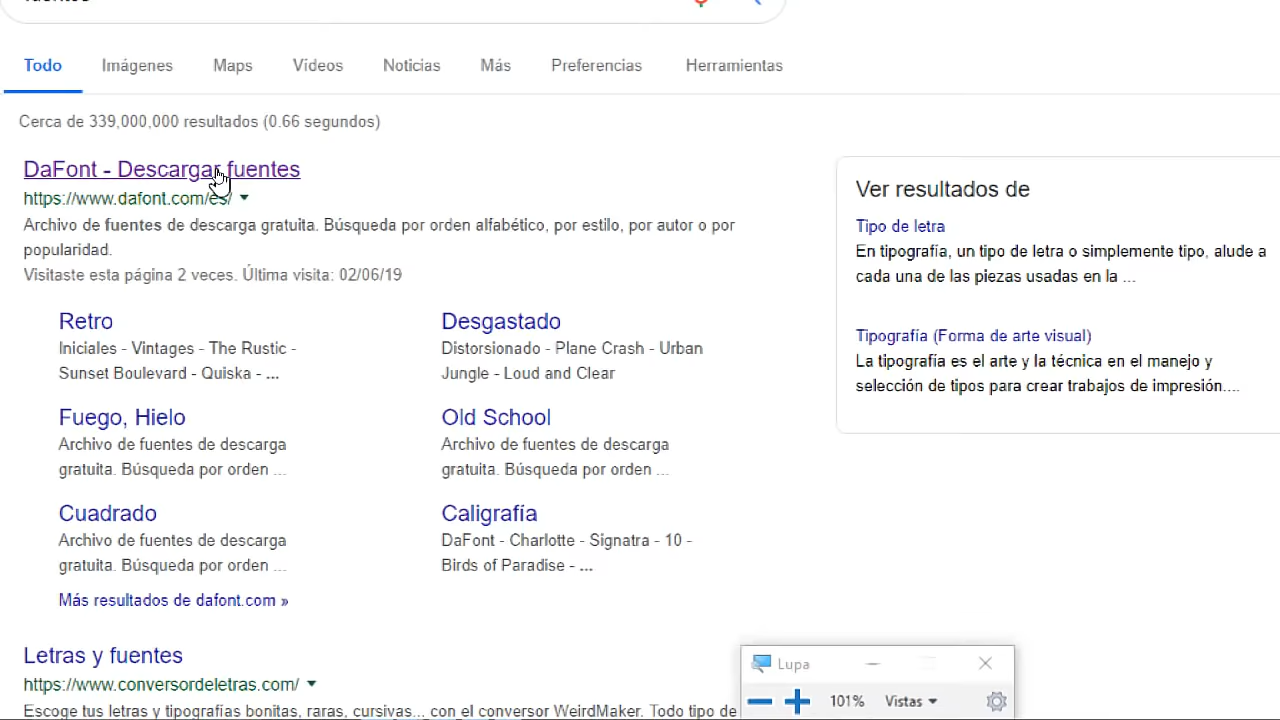 Todo Imágenes Maps Vídeos Noticias Más Preferencias Herramientas
Cerca de 339,000,000 resultados (0.66 segundos)
DaFont - Descargar fuentes
https://www.dafont.com/es/
Archivo de fuentes de descarga gratuita. Búsqueda por orden alfabético, por estilo, por autor o por
popularidad.
Visitaste esta página 2 veces. Última visita: 02/06/19
Retro
Iniciales - Vintages - The Rustic -
Sunset Boulevard - Quiska - ...
Desgastado
Distorsionado - Plane Crash - Urban
Jungle - Loud and Clear
Fuego, Hielo
Archivo de fuentes de descarga
gratuita. Búsqueda por orden ...
Old School
Archivo de fuentes de descarga
gratuita. Búsqueda por orden ...
Cuadrado
Archivo de fuentes de descarga
gratuita. Búsqueda por orden ...
Caligrafía
DaFont - Charlotte - Signatra - 10 -
Birds of Paradise - ...
Más resultados de dafont.com »
Letras y fuentes
https://www.conversordeletras.com/
Escoge tus letras y tipografías bonitas, raras, cursivas... con el conversor WeirdMaker. Todo tipo de
Ver resultados de
Tipo de letra
En tipografía, un tipo de letra o simplemente tipo, alude a
cada una de las piezas usadas en la ...
Tipografía (Forma de arte visual)
La tipografía es el arte y la técnica en el manejo y
selección de tipos para crear trabajos de impresión....
Lupa
101% Vistas